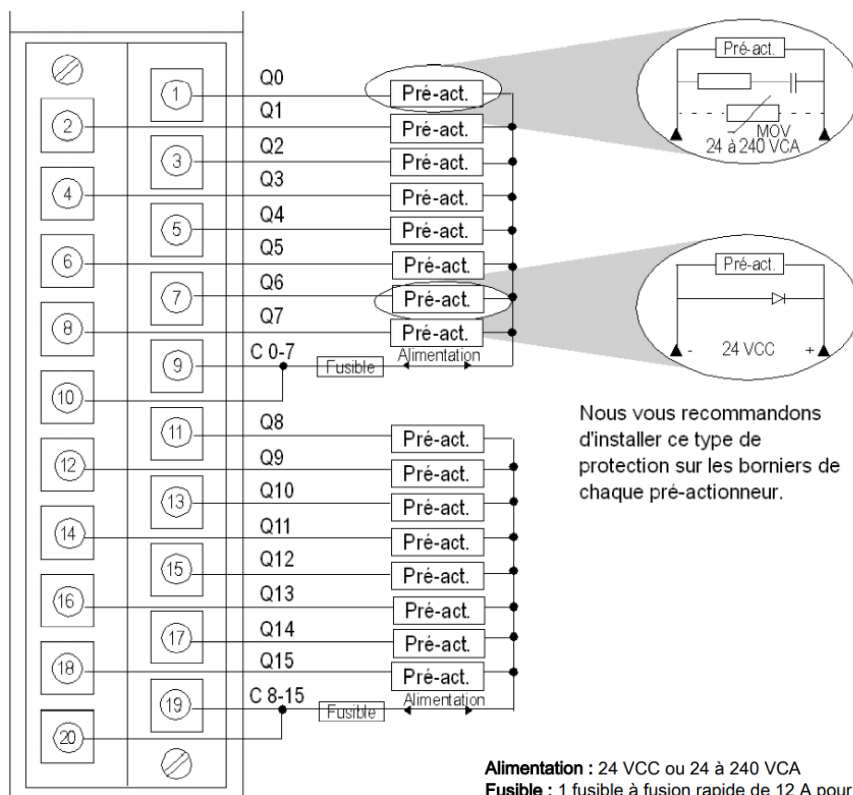 1
Q0
Pré-act.
2
Q1
Pré-act.
3
Q2
Pré-act.
4
Q3
Pré-act.
5
Q4
Pré-act.
6
Q5
Pré-act.
7
Q6
Pré-act.
8
Q7
Pré-act.
9
C 0-7
Fusible
Alimentation
10
11
Q8
Pré-act.
12
Q9
Pré-act.
13
Q10
Pré-act.
14
Q11
Pré-act.
15
Q12
Pré-act.
16
Q13
Pré-act.
17
Q14
Pré-act.
18
Q15
Pré-act.
19
C 8-15
Fusible
Alimentation
20
Pré-act.
MOV
24 à 240 VCA
Pré-act.
- 24 VCC +
Nous vous recommandons
d'installer ce type de
protection sur les borniers de
chaque pré-actionneur.
Alimentation : 24 VCC ou 24 à 240 VCA
Fusible : 1 fusible à fusion rapide de 12 A pour